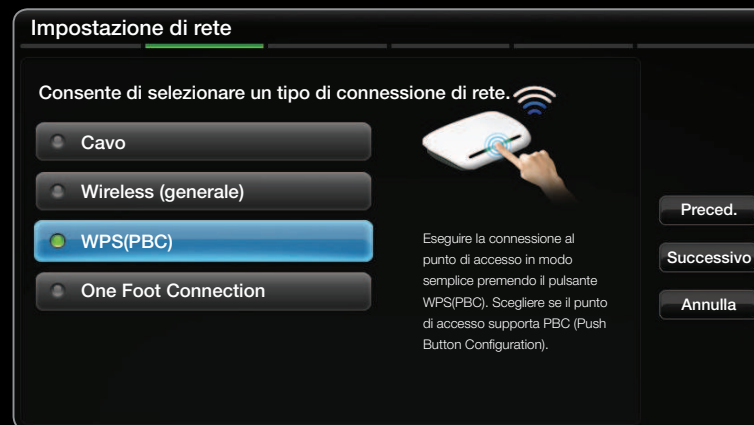 Impostazione di rete
Consente di selezionare un tipo di connessione di rete.
Cavo
Wireless (generale)
WPS(PBC)
One Foot Connection
Eseguire la connessione al
punto di accesso in modo
semplice premendo il pulsante
WPS(PBC). Scegliere se il punto
di accesso supporta PBC (Push
Button Configuration).
Preced.
Successivo
Annulla